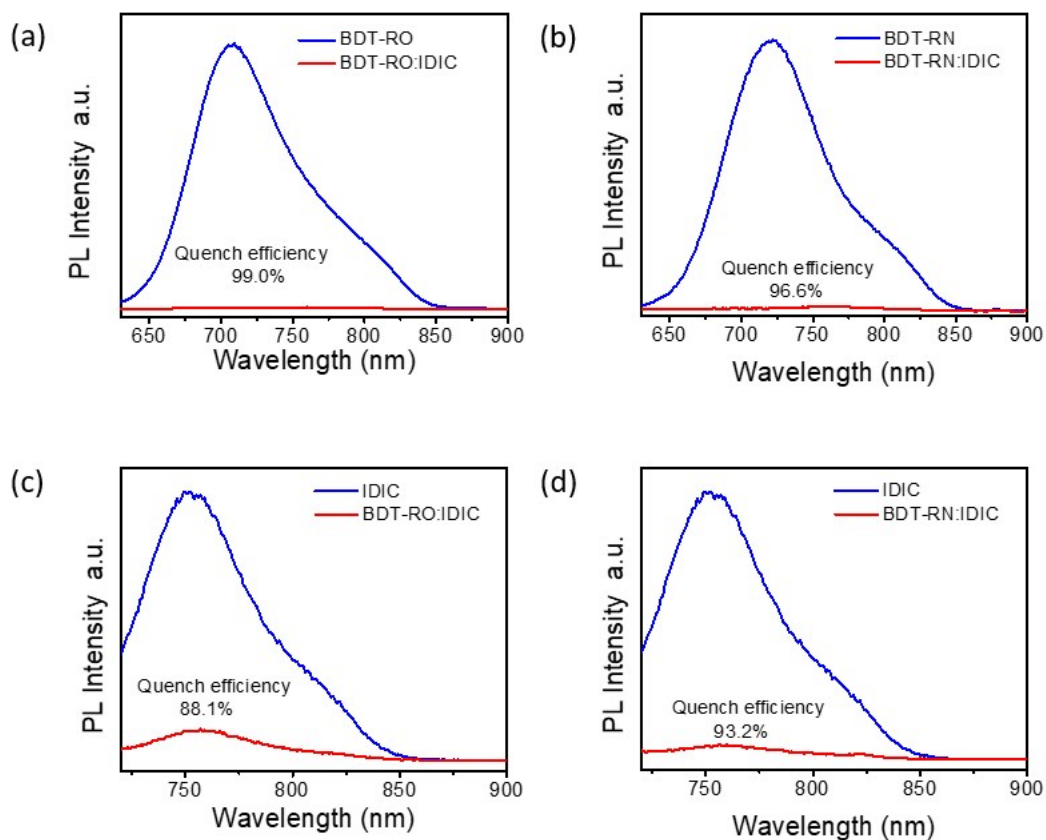 (a)
BDT-RO
BDT-RO:IDIC
PL Intensity a.u.
Quench efficiency
99.0%
650 700 750 800 850 900
Wavelength (nm)
(b)
BDT-RN
BDT-RN:IDIC
PL Intensity a.u.
Quench efficiency
96.6%
650 700 750 800 850 900
Wavelength (nm)
(c)
IDIC
BDT-RO:IDIC
PL Intensity a.u.
Quench efficiency
88.1%
750 800 850 900
Wavelength (nm)
(d)
IDIC
BDT-RN:IDIC
PL Intensity a.u.
Quench efficiency
93.2%
750 800 850 900
Wavelength (nm)